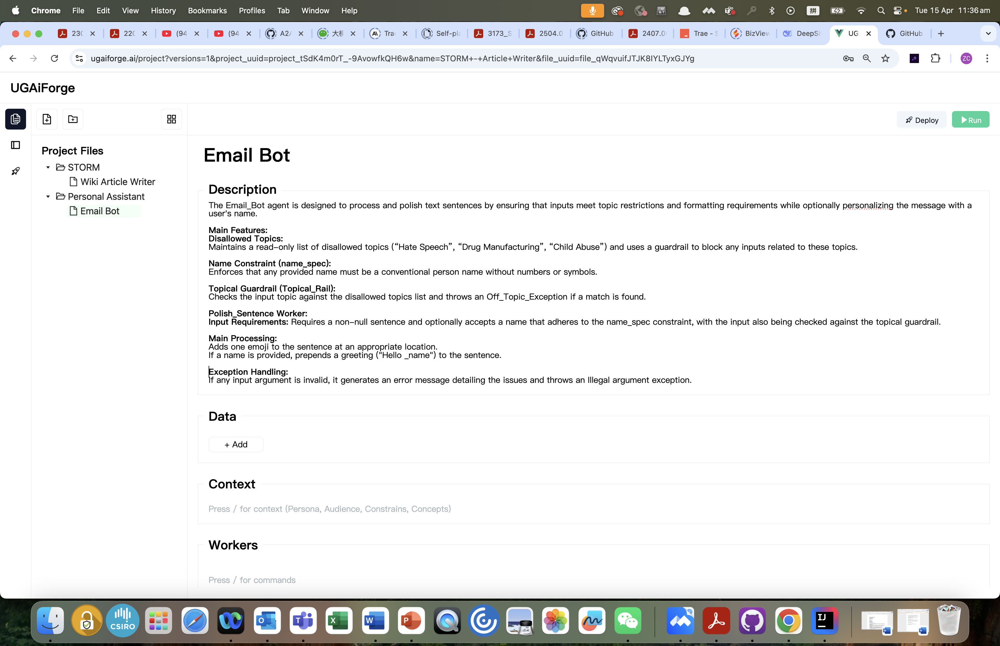 Chrome File Edit View History Bookmarks Profiles Tab Window Help
拼 Tue 15 Apr 11:36 am
(94
(94
A2A
Self-pla
3173_S
2504.0
GitHub
Trae - S
BizView
DeepSi
UG
GitHub
ugaiforge.ai/project?versions=1&project_uuid=project_tSdK4m0rT_-9AvowfkQH6w&name=STORM+-+Article+Writer&file_uuid=file_qWqvuifJTJK8IYLTyxGJYg
ZC
UGAiForge
Deploy
Run
Project Files
STORM
Wiki Article Writer
Personal Assistant
Email Bot
Email Bot
Description
The Email_Bot agent is designed to process and polish text sentences by ensuring that inputs meet topic restrictions and formatting requirements while optionally personalizing the message with a
user's name.
Main Features:
Disallowed Topics:
Maintains a read-only list of disallowed topics (“Hate Speech”, “Drug Manufacturing”, “Child Abuse”) and uses a guardrail to block any inputs related to these topics.
Name Constraint (name_spec):
Enforces that any provided name must be a conventional person name without numbers or symbols.
Topical Guardrail (Topical_Rail):
Checks the input topic against the disallowed topics list and throws an Off_Topic_Exception if a match is found.
Polish_Sentence Worker:
Input Requirements: Requires a non-null sentence and optionally accepts a name that adheres to the name_spec constraint, with the input also being checked against the topical guardrail.
Main Processing:
Adds one emoji to the sentence at an appropriate location.
If a name is provided, prepends a greeting ("Hello _name") to the sentence.
Exception Handling:
If any input argument is invalid, it generates an error message detailing the issues and throws an Illegal argument exception.
Data
+ Add
Context
Press / for context (Persona, Audience, Constrains, Concepts)
Workers
Press / for commands
CSIRO